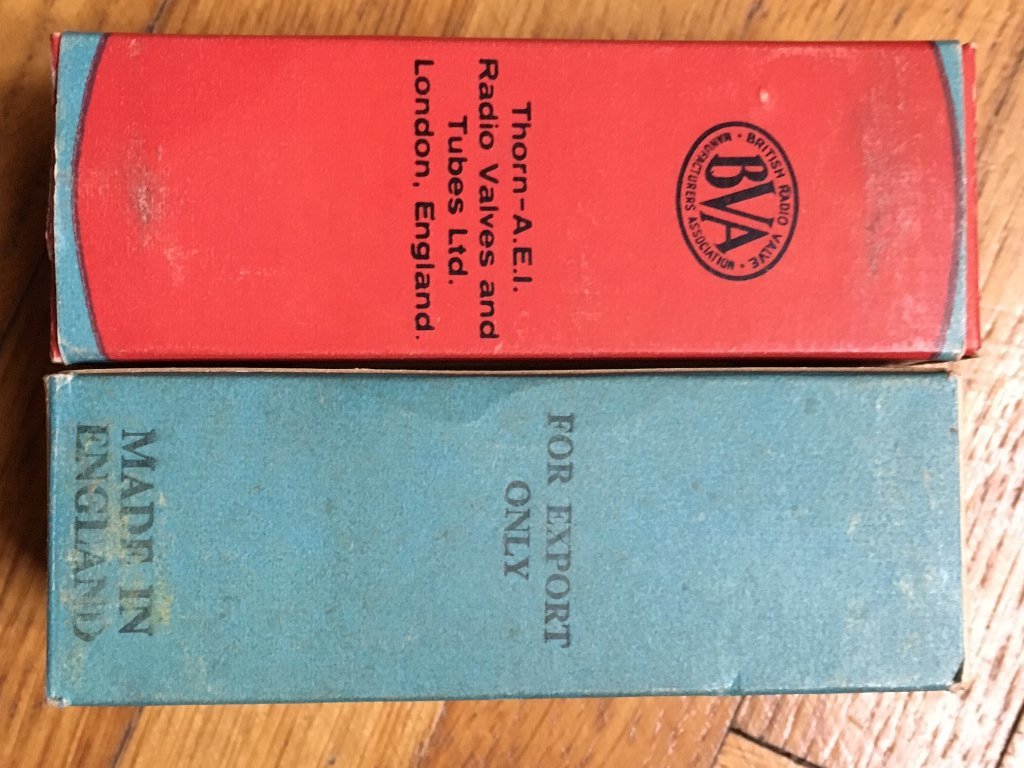 BRITISH RADIO VALVE
MANUFACTURERS ASSOCIATION
BVA
Thorn-A.E.I.
Radio Valves and
Tubes Ltd.
London, England.
FOR EXPORT
ONLY
MADE IN
ENGLAND